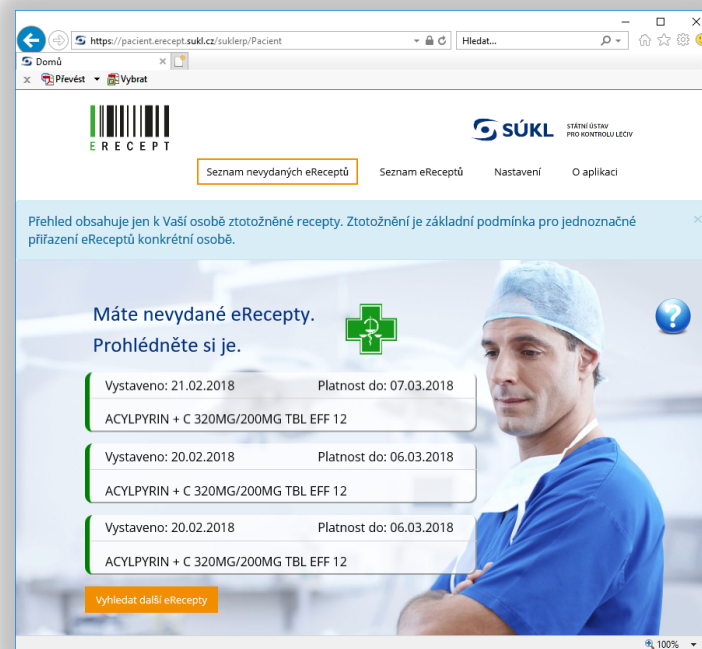 https://pacient.erecept.sukl.cz/suklerp/Pacient
Hledat...
Domů
x Převést Vybrat
ERECEPT
SÚKL STÁTNÍ ÚSTAV
PRO KONTROLU LÉČIV
Seznam nevydaných eReceptů Seznam eReceptů Nastavení O aplikaci
Přehled obsahuje jen k Vaší osobě ztotožněné recepty. Ztotožnění je základní podmínka pro jednoznačné
přiřazení eReceptů konkrétní osobě.
Máte nevydané eRecepty.
Prohlédněte si je.
Vystaveno: 21.02.2018 Platnost do: 07.03.2018
ACYLPYRIN + C 320MG/200MG TBL EFF 12
Vystaveno: 20.02.2018 Platnost do: 06.03.2018
ACYLPYRIN + C 320MG/200MG TBL EFF 12
Vystaveno: 20.02.2018 Platnost do: 06.03.2018
ACYLPYRIN + C 320MG/200MG TBL EFF 12
Vyhledat další eRecepty
?
100%